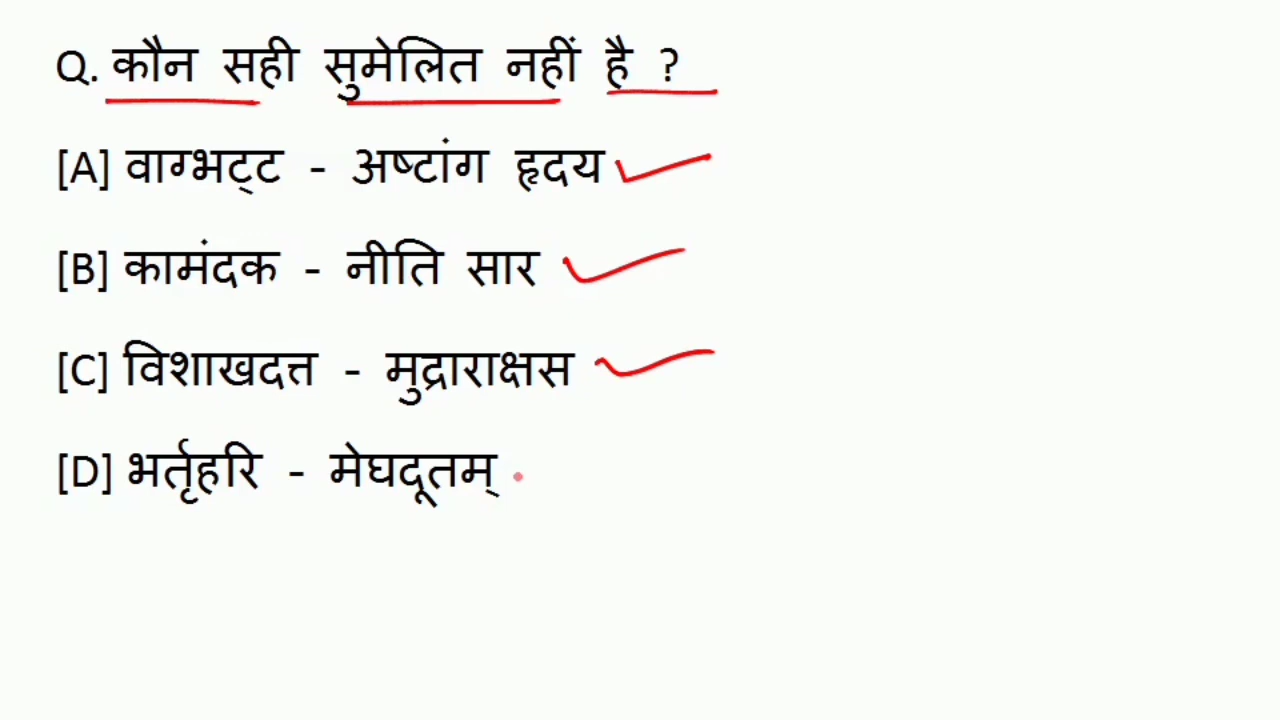 Q. कौन सही सुमेलित नहीं है ?
[A] वाग्भट्ट - अष्टांग हृदय
[B] कामंदक - नीति सार
[C] विशाखदत्त - मुद्राराक्षस
[D] भर्तृहरि - मेघदूतम्